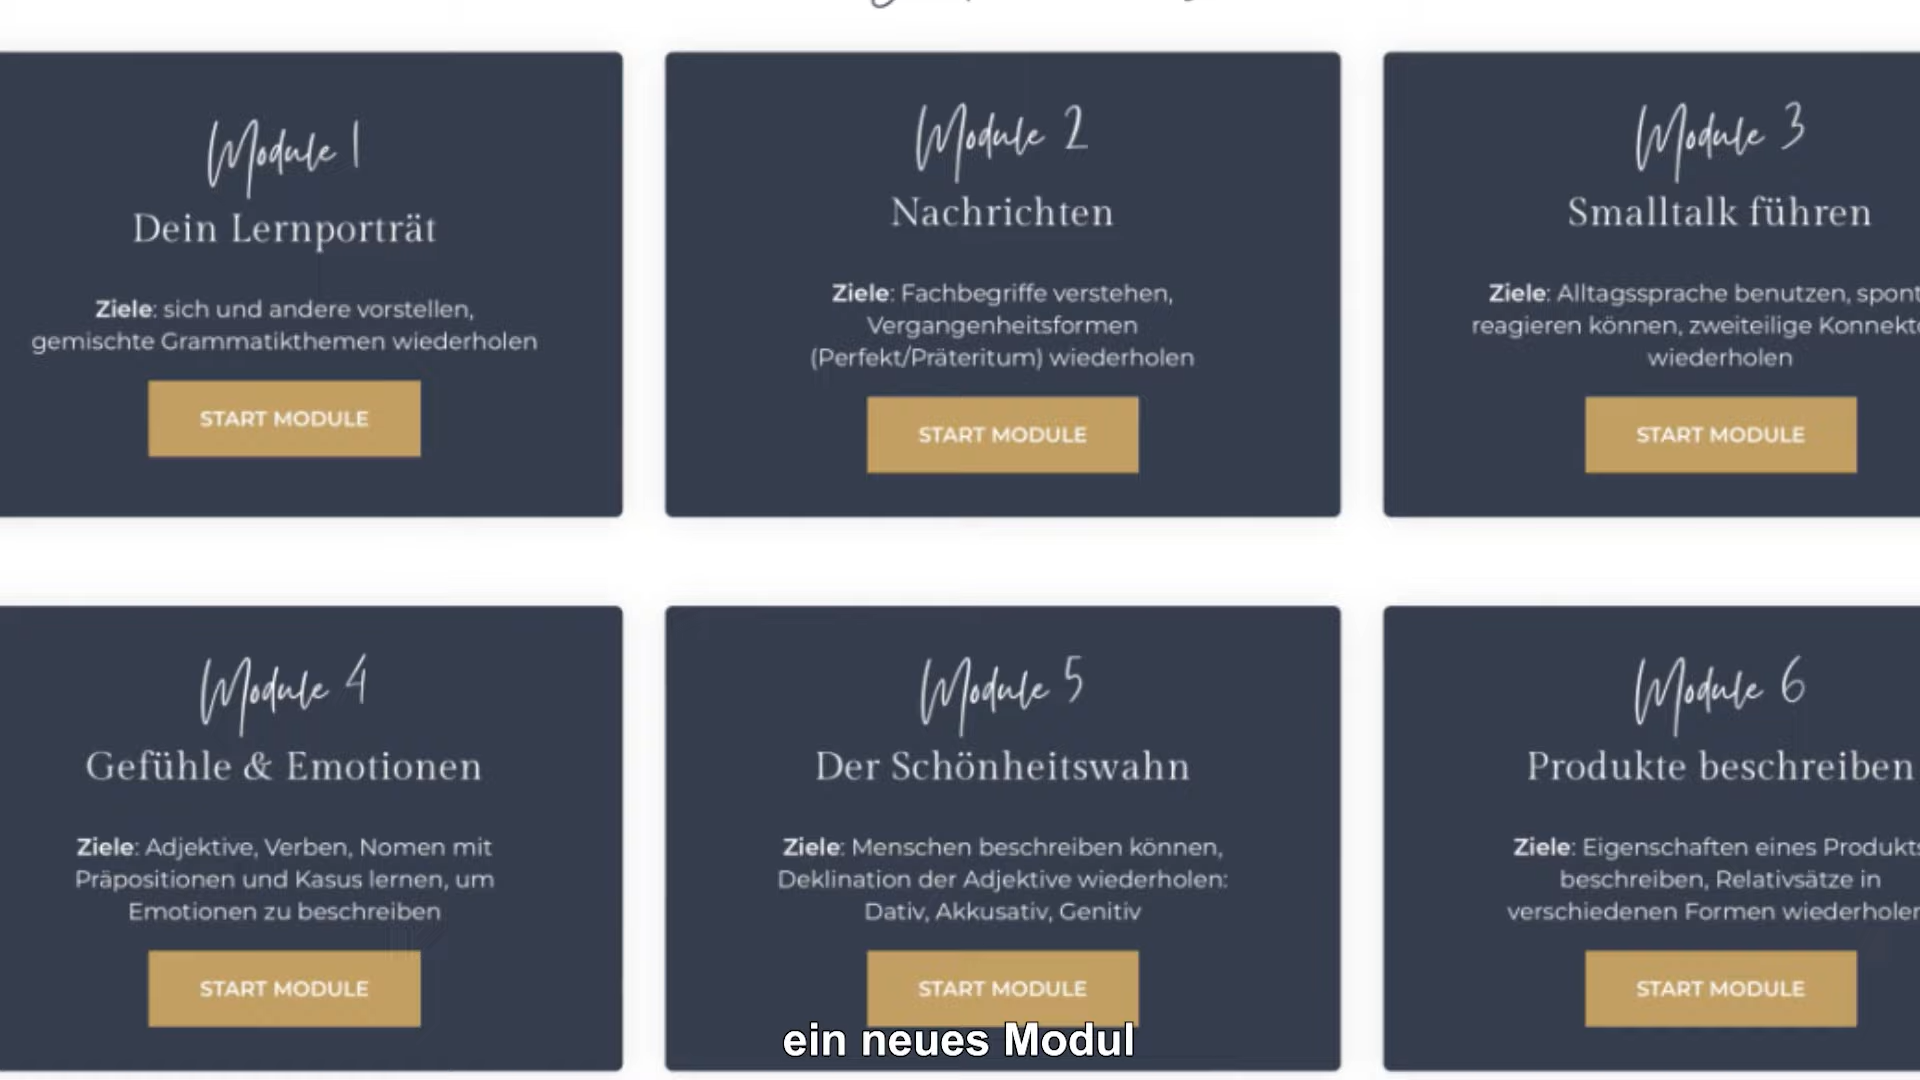 Module 1
Dein Lernporträt
Ziele: sich und andere vorstellen,
gemischte Grammatikthemen wiederholen
START MODULE
Module 2
Nachrichten
Ziele: Fachbegriffe verstehen,
Vergangenheitsformen
(Perfekt/Präteritum) wiederholen
START MODULE
Module 3
Smalltalk führen
Ziele: Alltagssprache benutzen,
reagieren können, zweiteilige
wiederholen
START MODULE
Module 4
Gefühle & Emotionen
Ziele: Adjektive, Verben, Nomen mit
Präpositionen und Kasus lernen, um
Emotionen zu beschreiben
START MODULE
Module 5
Der Schönheitswahn
Ziele: Menschen beschreiben können,
Deklination der Adjektive wiederholen:
Dativ, Akkusativ, Genitiv
START MODULE
Module 6
Produkte beschreiben
Ziele: Eigenschaften eines Produkts
beschreiben, Relativsätze in
verschiedenen Formen wiederholen
START MODULE
ein neues Modul